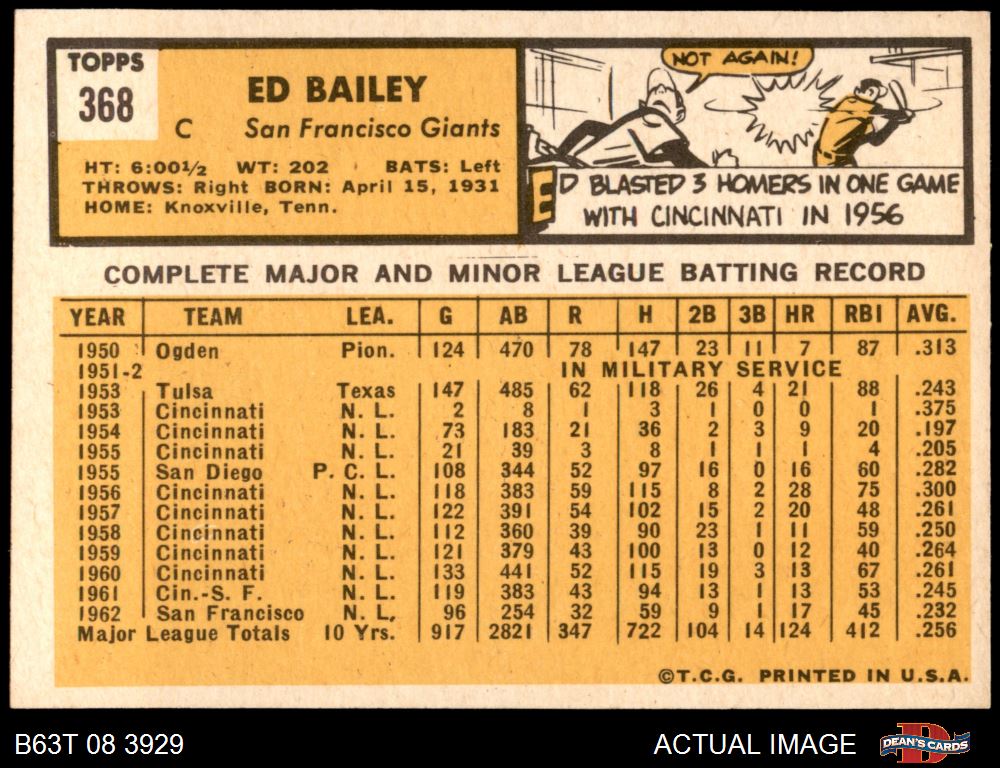 TOPPS
368
ED BAILEY
C San Francisco Giants
HT: 6:00½ WT: 202 BATS: Left
THROWS: Right BORN: April 15, 1931
HOME: Knoxville, Tenn.
NOT AGAIN!
ED BLASTED 3 HOMERS IN ONE GAME
WITH CINCINNATI IN 1956
COMPLETE MAJOR AND MINOR LEAGUE BATTING RECORD
YEAR TEAM LEA. G AB R H 2B 3B HR RBI AVG.
1950 Ogden Pion. 124 470 78 147 23 11 7 87 .313
1951-2 IN MILITARY SERVICE
1953 Tulsa Texas 147 485 62 118 26 4 21 88 .243
1953 Cincinnati N. L. 2 8 1 3 1 0 0 1 .375
1954 Cincinnati N. L. 73 183 21 36 2 3 9 20 .197
1955 Cincinnati N. L. 21 39 3 8 1 1 1 4 .205
1955 San Diego P. C. L. 108 344 52 97 16 0 16 60 .282
1956 Cincinnati N. L. 118 383 59 115 8 2 28 75 .300
1957 Cincinnati N. L. 122 391 54 102 15 2 20 48 .261
1958 Cincinnati N. L. 112 360 39 90 23 1 11 59 .250
1959 Cincinnati N. L. 121 379 43 100 13 0 12 40 .264
1960 Cincinnati N. L. 133 441 52 115 19 3 13 67 .261
1961 Cin.-S. F. N. L. 119 383 43 94 13 1 13 53 .245
1962 San Francisco N. L. 96 254 32 59 9 1 17 45 .232
Major League Totals 10 Yrs. 917 2821 347 722 104 14 124 412 .256
©T.C.G. PRINTED IN U.S.A.
B63T 08 3929 ACTUAL IMAGE DEAN'S CARDS